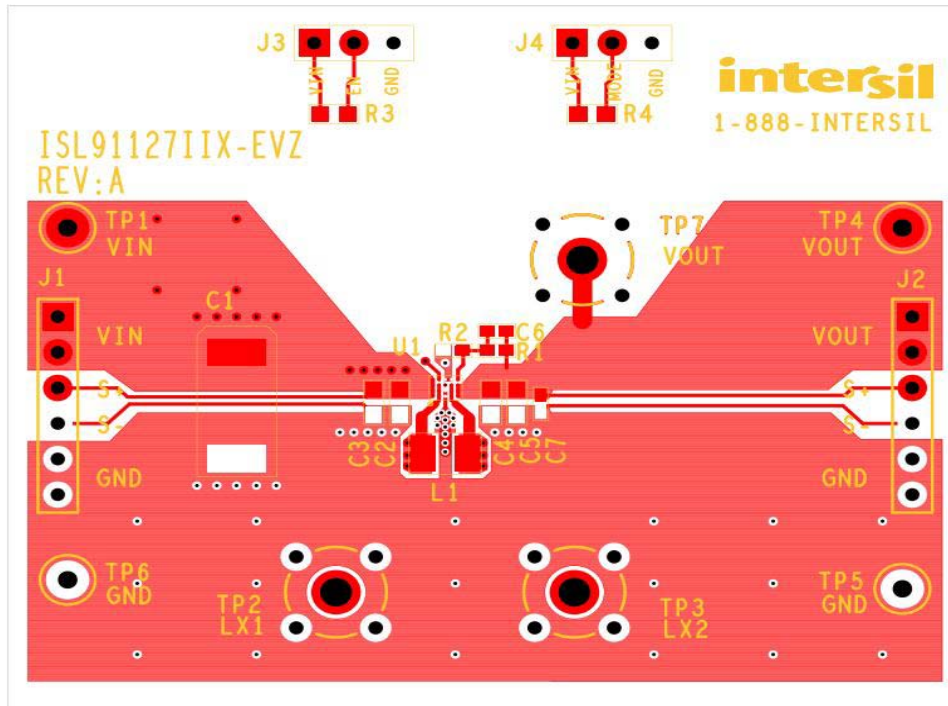 J3
VIN
EN
GND
R3
J4
VIN
MODE
GND
R4
intersil
1-888-INTERSIL
ISL91127IIX-EVZ
REV:A
TP1
VIN
TP7
VOUT
TP4
VOUT
J1
C1
J2
VIN
U1
R2
C6
R1
VOUT
S+
S-
S+
S-
C3
C2
C4
C5
C7
GND
L1
GND
TP6
GND
TP2
LX1
TP3
LX2
TP5
GND